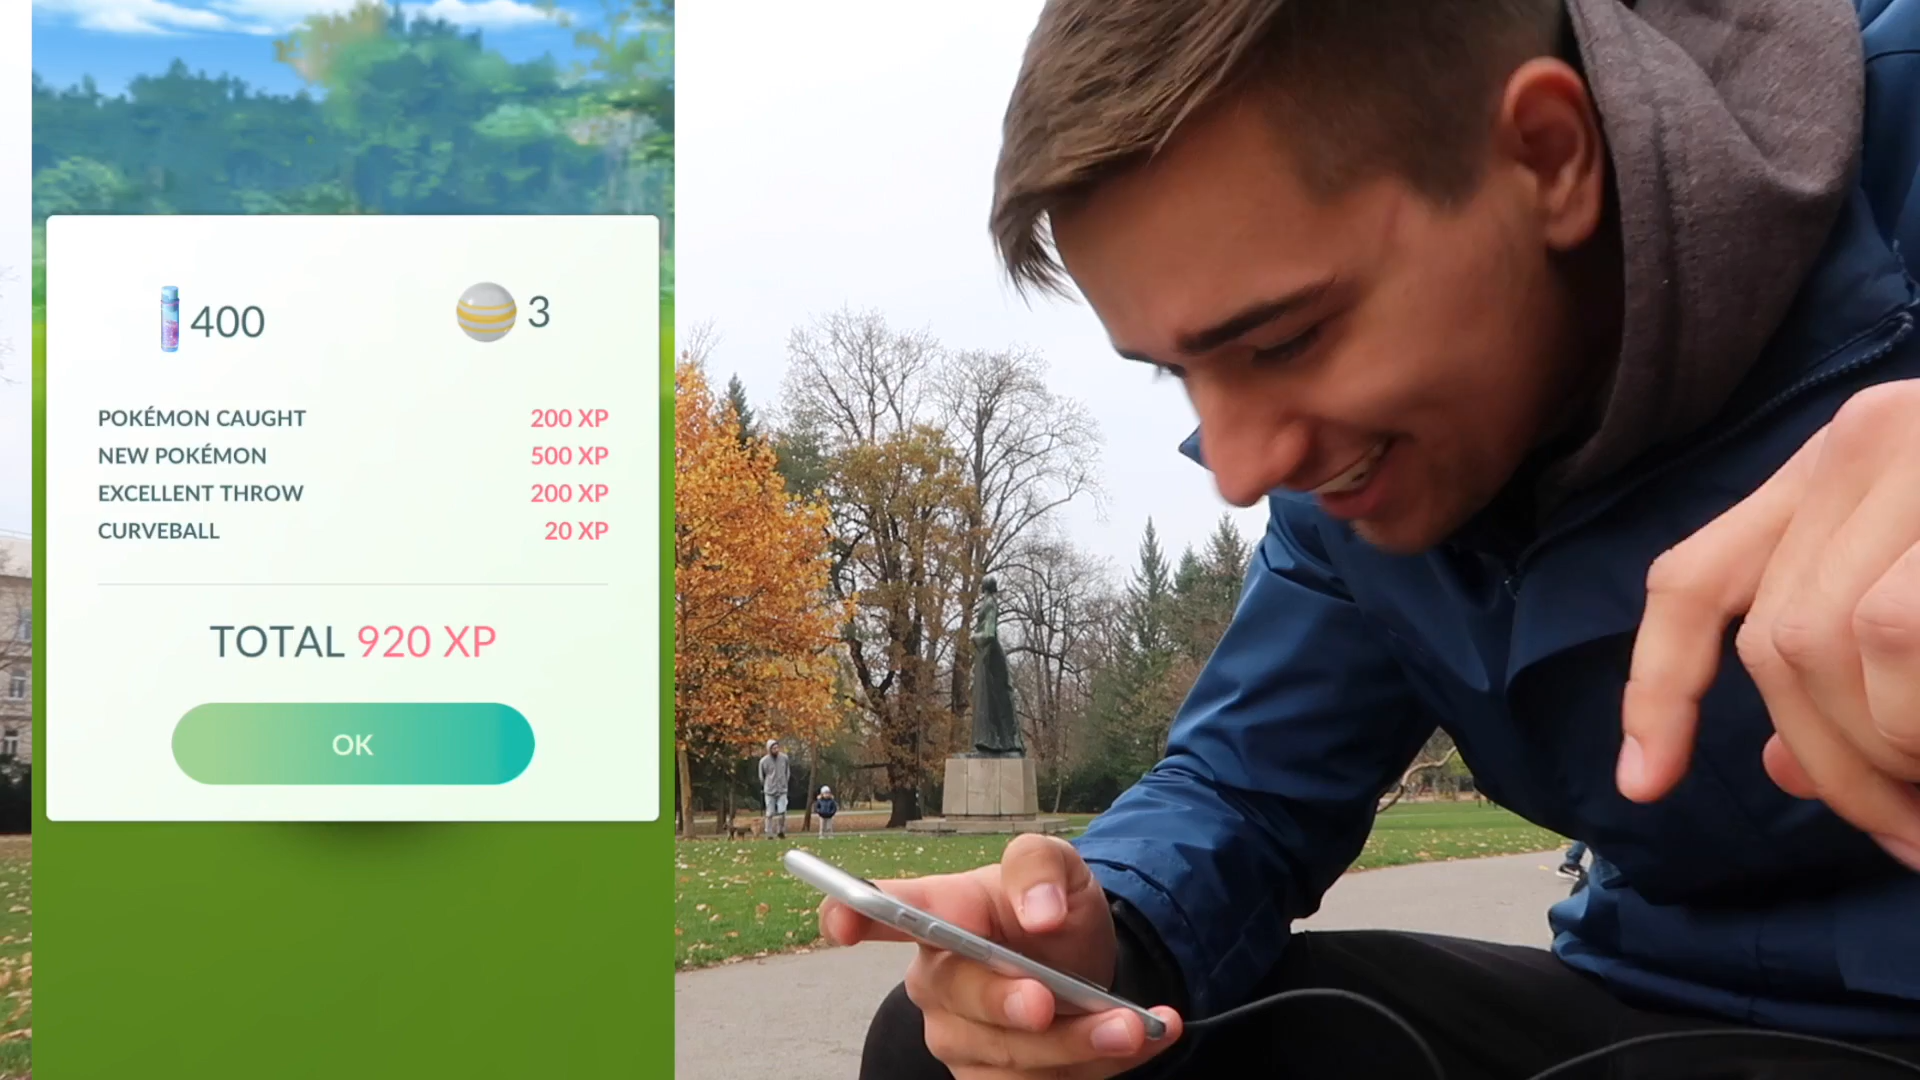 400 3
POKÉMON CAUGHT 200 XP
NEW POKÉMON 500 XP
EXCELLENT THROW 200 XP
CURVEBALL 20 XP
TOTAL 920 XP
OK